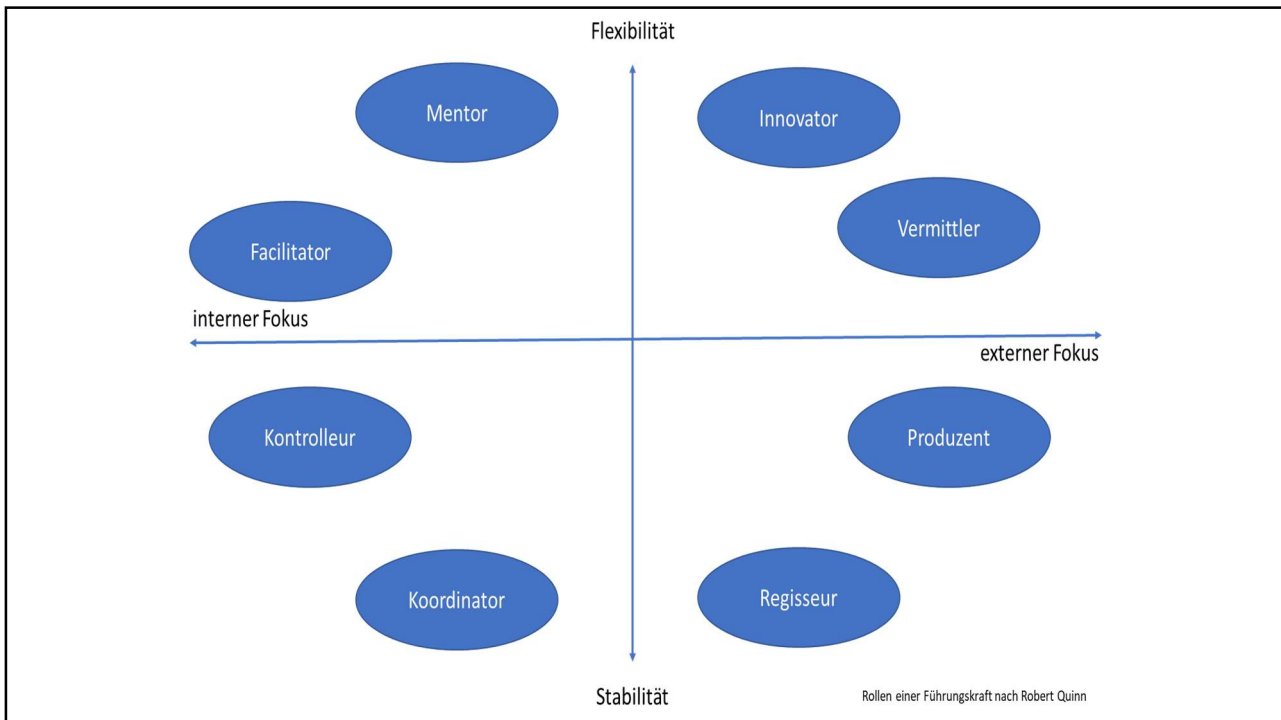 Flexibilität
Mentor
Innovator
Facilitator
Vermittler
interner Fokus
externer Fokus
Kontrolleur
Produzent
Koordinator
Regisseur
Stabilität
Rollen einer Führungskraft nach Robert Quinn